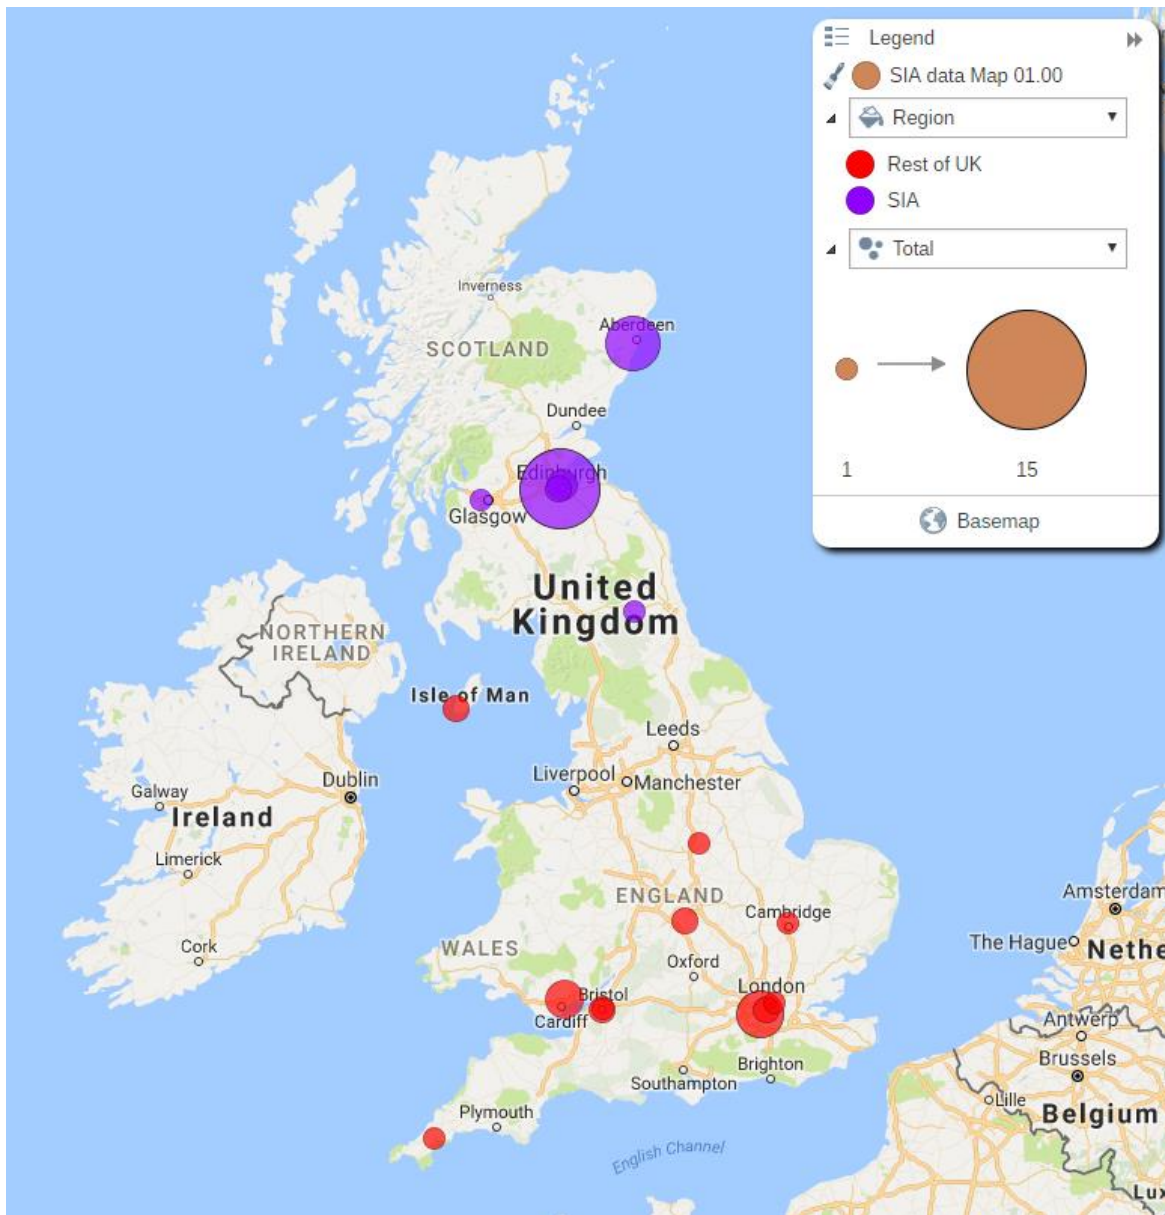 Legend
SIA data Map 01.00
Region
Rest of UK
SIA
Total
1
15
Basemap
Inverness
Aberdeen
SCOTLAND
Dundee
Edinburgh
Glasgow
United
Kingdom
NORTHERN
IRELAND
Isle of Man
Leeds
Liverpool
Manchester
Dublin
Galway
Ireland
Limerick
Cork
ENGLAND
Cambridge
WALES
Oxford
Amsterdam
The Hague
Nethe
London
Bristol
Cardiff
Antwerp
Brighton
Brussels
Southampton
Lille
Plymouth
Belgium
English Channel
Lux